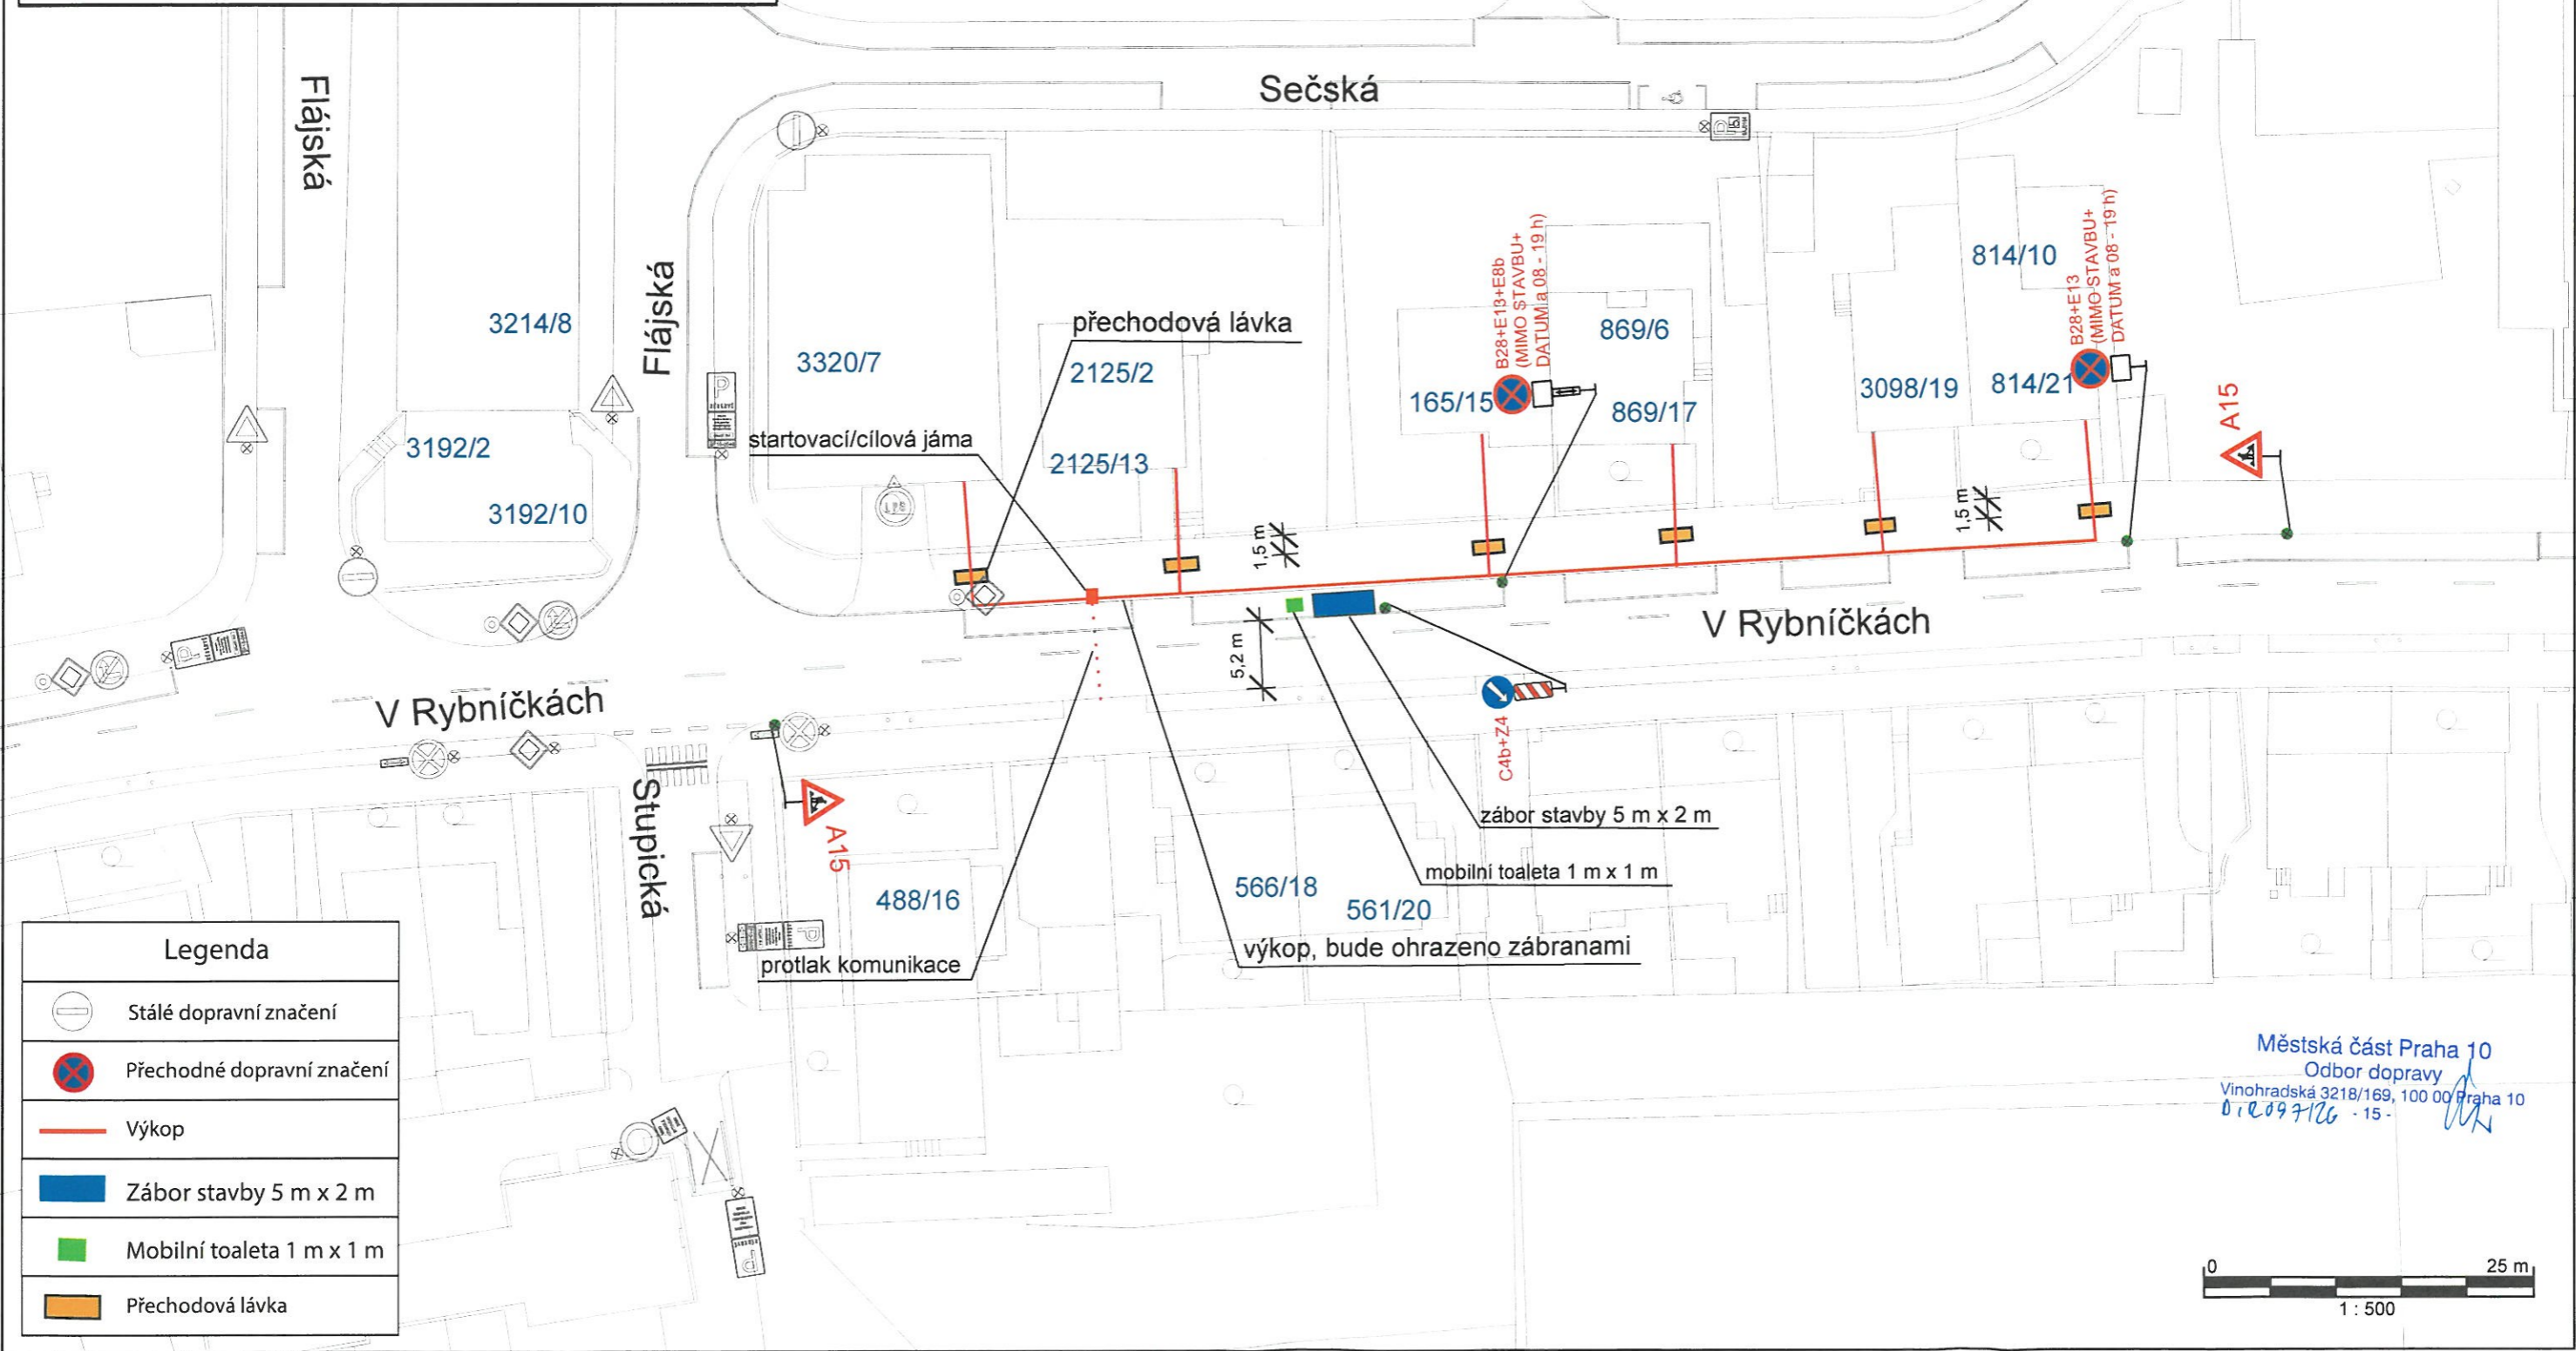 Sečská
Flájská
Flájská
3214/8
3320/7
3192/2
3192/10
přechodová lávka
2125/2
2125/13
startovací/cílová jáma
B28+E13+E8b
(MIMO STAVBU+
DATUM a 08 - 19 h)
165/15
869/6
869/17
3098/19
814/10
814/21
B28+E13
(MIMO STAVBU+
DATUM a 08 - 19 h)
A15
1,5 m
1,5 m
5,2 m
V Rybníčkách
V Rybníčkách
C4b+Z4
Stupická
A15
zábor stavby 5 m x 2 m
mobilní toaleta 1 m x 1 m
488/16
566/18
561/20
výkop, bude ohrazeno zábranami
protlak komunikace
Legenda
Stálé dopravní značení
Přechodné dopravní značení
Výkop
Zábor stavby 5 m x 2 m
Mobilní toaleta 1 m x 1 m
Přechodová lávka
Městská část Praha 10
Odbor dopravy
Vinohradská 3218/169, 100 00 Praha 10
- 15 -
0
25 m
1 : 500